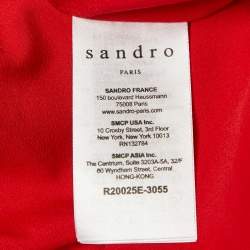 sandro
PARIS
SANDRO FRANCE
150 boulevard Haussmann
75008 Paris
www.sandro-paris.com
SMCP USA Inc.
10 Crosby Street, 3rd Floor
New York, New York 10013
RN132784
SMCP ASIA Inc.
The Centrium, Suite 3203A-5A, 32/F
60 Wyndham Street, Central
HONG-KONG
R20025E-3055